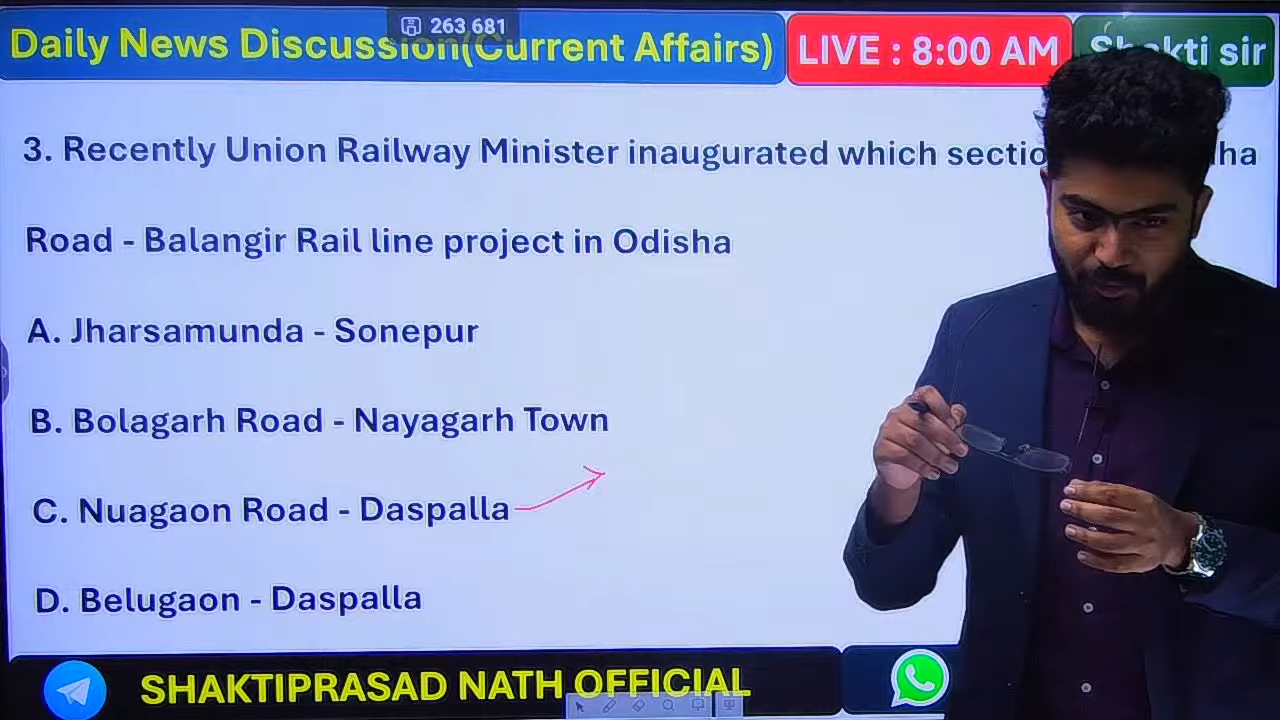 263 681
Daily News Discussion(Current Affairs)
LIVE : 8:00 AM
Shakti sir
3. Recently Union Railway Minister inaugurated which
Road - Balangir Rail line project in Odisha
A. Jharsamunda - Sonepur
B. Bolagarh Road - Nayagarh Town
C. Nuagaon Road - Daspalla
D. Belugaon - Daspalla
SHAKTIPRASAD NATH OFFICIAL